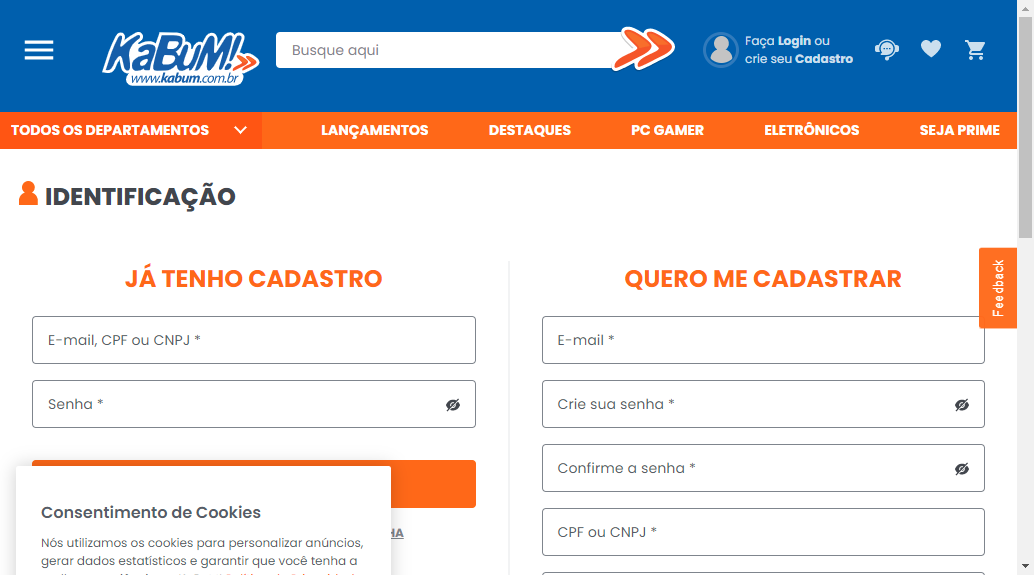 KaBuM!
www.kabum.com.br
Busque aqui
Faça Login ou
crie seu Cadastro
TODOS OS DEPARTAMENTOS
LANÇAMENTOS
DESTAQUES
PC GAMER
ELETRÔNICOS
SEJA PRIME
IDENTIFICAÇÃO
Feedback
JÁ TENHO CADASTRO
E-mail, CPF ou CNPJ *
Senha *
QUERO ME CADASTRAR
E-mail *
Crie sua senha *
Confirme a senha *
CPF ou CNPJ *
Consentimento de Cookies
Nós utilizamos os cookies para personalizar anúncios,
gerar dados estatísticos e garantir que você tenha a